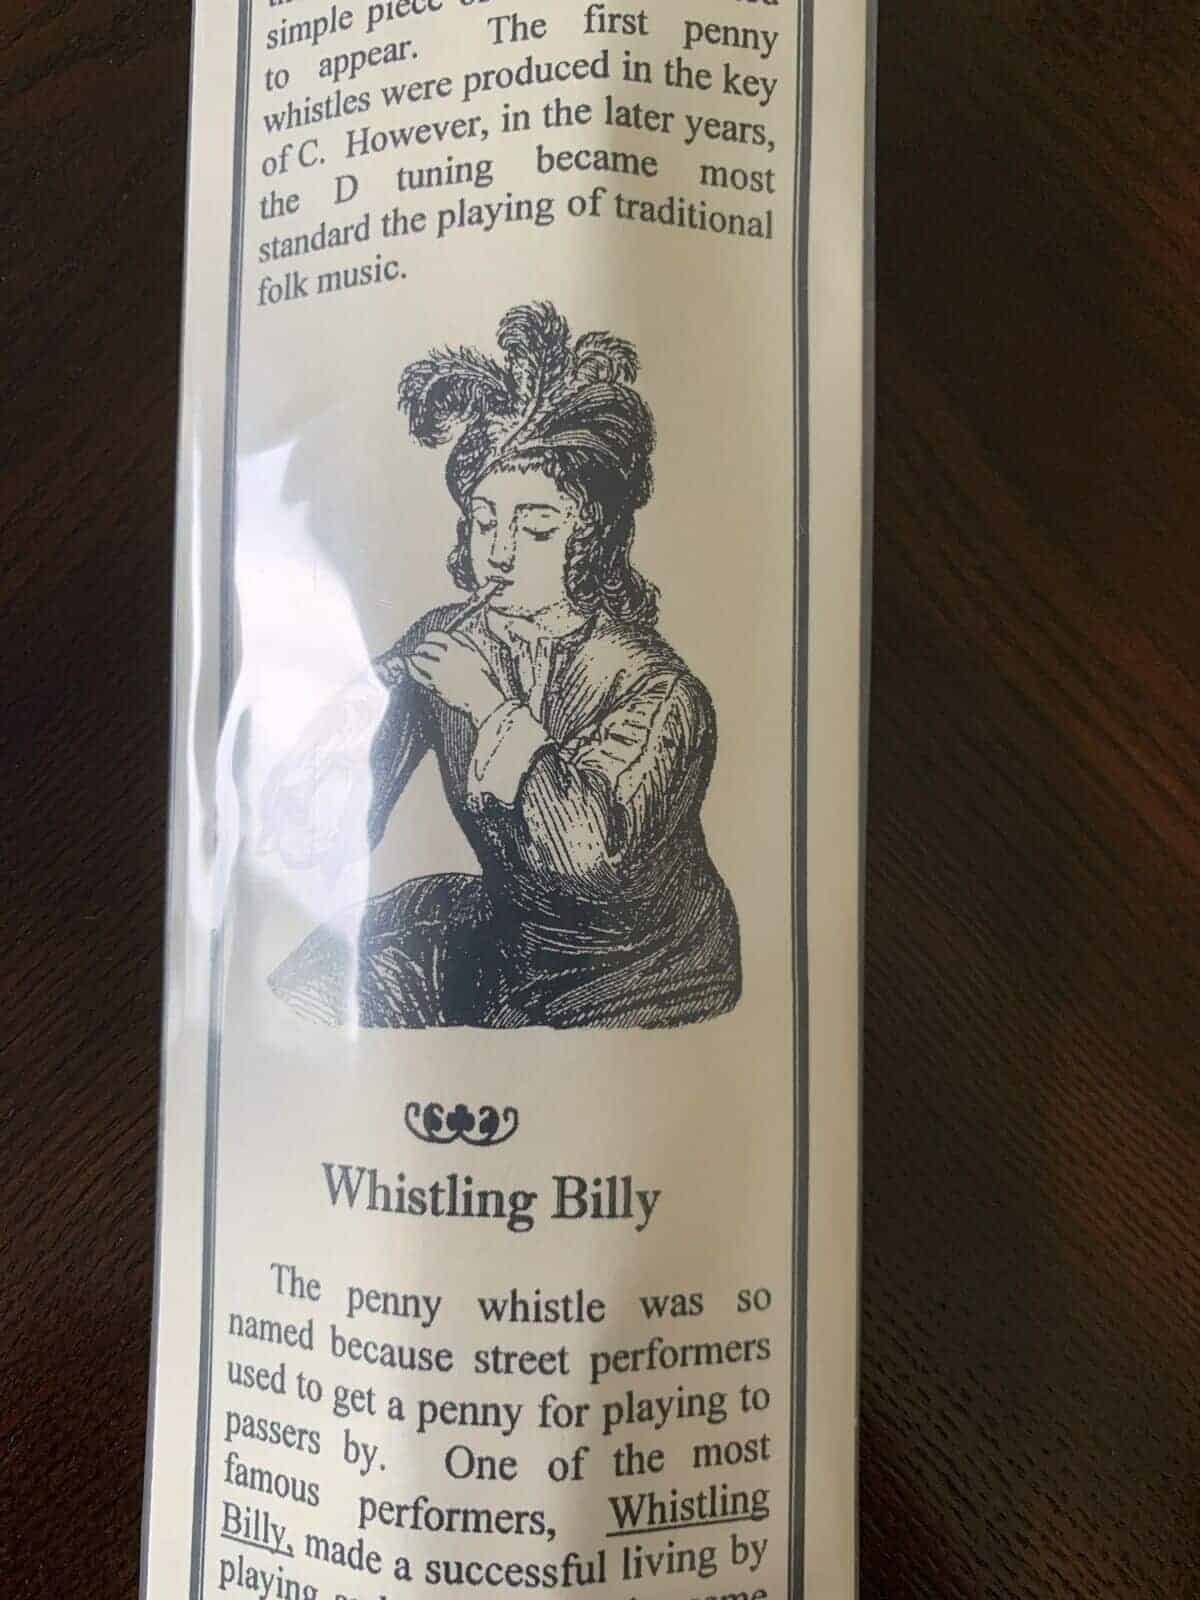 simple piece
to appear. The first penny
whistles were produced in the key
of C. However, in the later years,
the D tuning became most
standard the playing of traditional
folk music.
Whistling Billy
The penny whistle was so
named because street performers
used to get a penny for playing to
passers by. One of the most
famous performers, Whistling
Billy, made a successful living by
playing